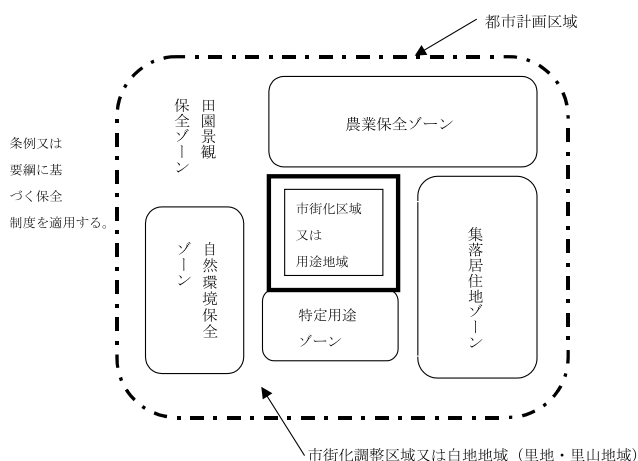 都市計画区域
田園景観
保全ゾーン
農業保全ゾーン
条例又は
要綱に基
づく保全
制度を適用する。
市街化区域
又は
用途地域
自然環境保全
ゾーン
集落居住地ゾーン
特定用途
ゾーン
市街化調整区域又は白地地域（里地・里山地域）